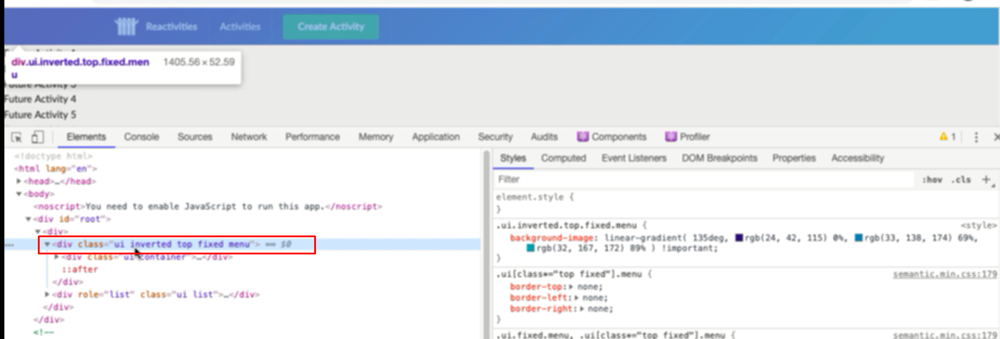 Reactivities Activities Create Activity
div.ui.inverted.top.fixed.men 1405.56 × 52.59
u
Future Activity 4
Future Activity 5
Elements Console Sources Network Performance Memory Application Security Audits Components Profiler 1
<!doctype html>
<html lang="en">
<head>…</head>
<body>
<noscript>You need to enable JavaScript to run this app.</noscript>
<div id="root">
<div>
<div class="ui inverted top fixed menu"> == $0
<div class="ui container">…</div>
::after
</div>
<div role="list" class="ui list">…</div>
</div>
</div>
<!--
Styles Computed Event Listeners DOM Breakpoints Properties Accessibility
Filter :hov .cls +
element.style {
}
.ui.inverted.top.fixed.menu { <style>
background-image: linear-gradient( 135deg, rgb(24, 42, 115) 0%, rgb(33, 138, 174) 69%,
rgb(32, 167, 172) 89% ) !important;
}
.ui[class*="top fixed"].menu { semantic.min.css:179
border-top: none;
border-left: none;
border-right: none;
}
.ui.fixed.menu, .ui[class*="top fixed"].menu { semantic.min.css:179